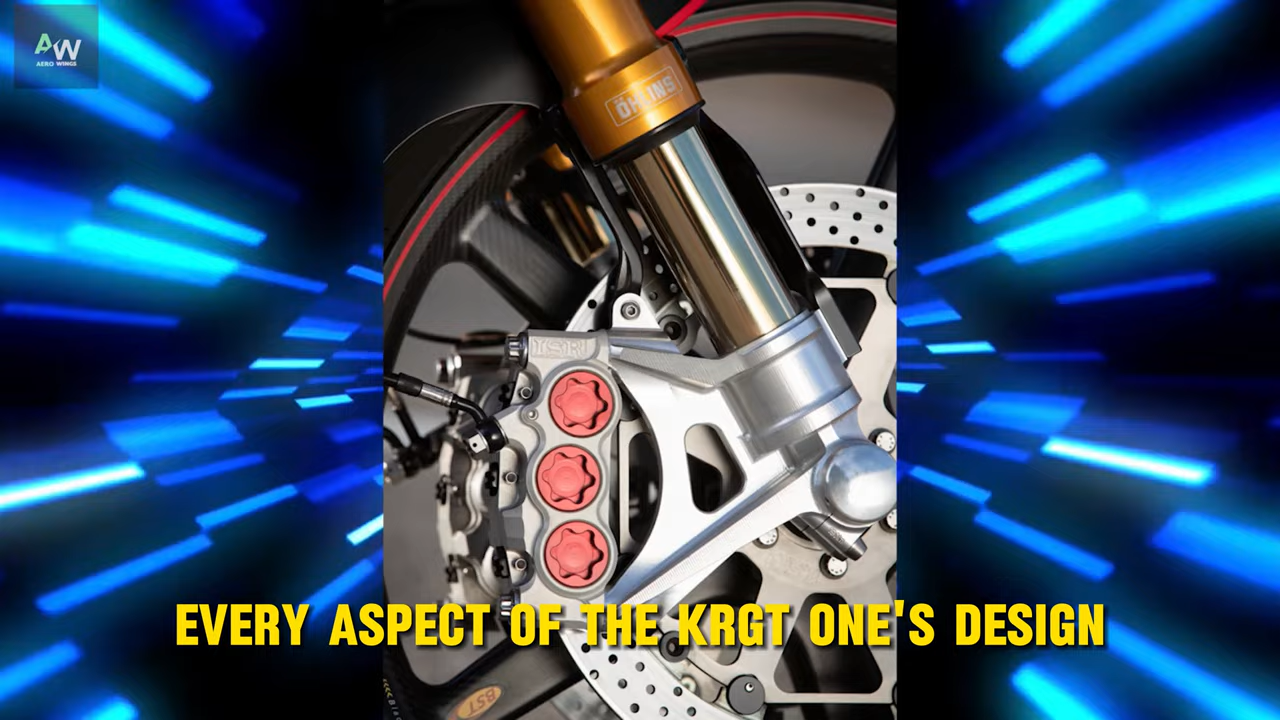 AW
AERO WINGS
ÖHLINS
ISR
EVERY ASPECT OF THE KRGT ONE'S DESIGN
BST